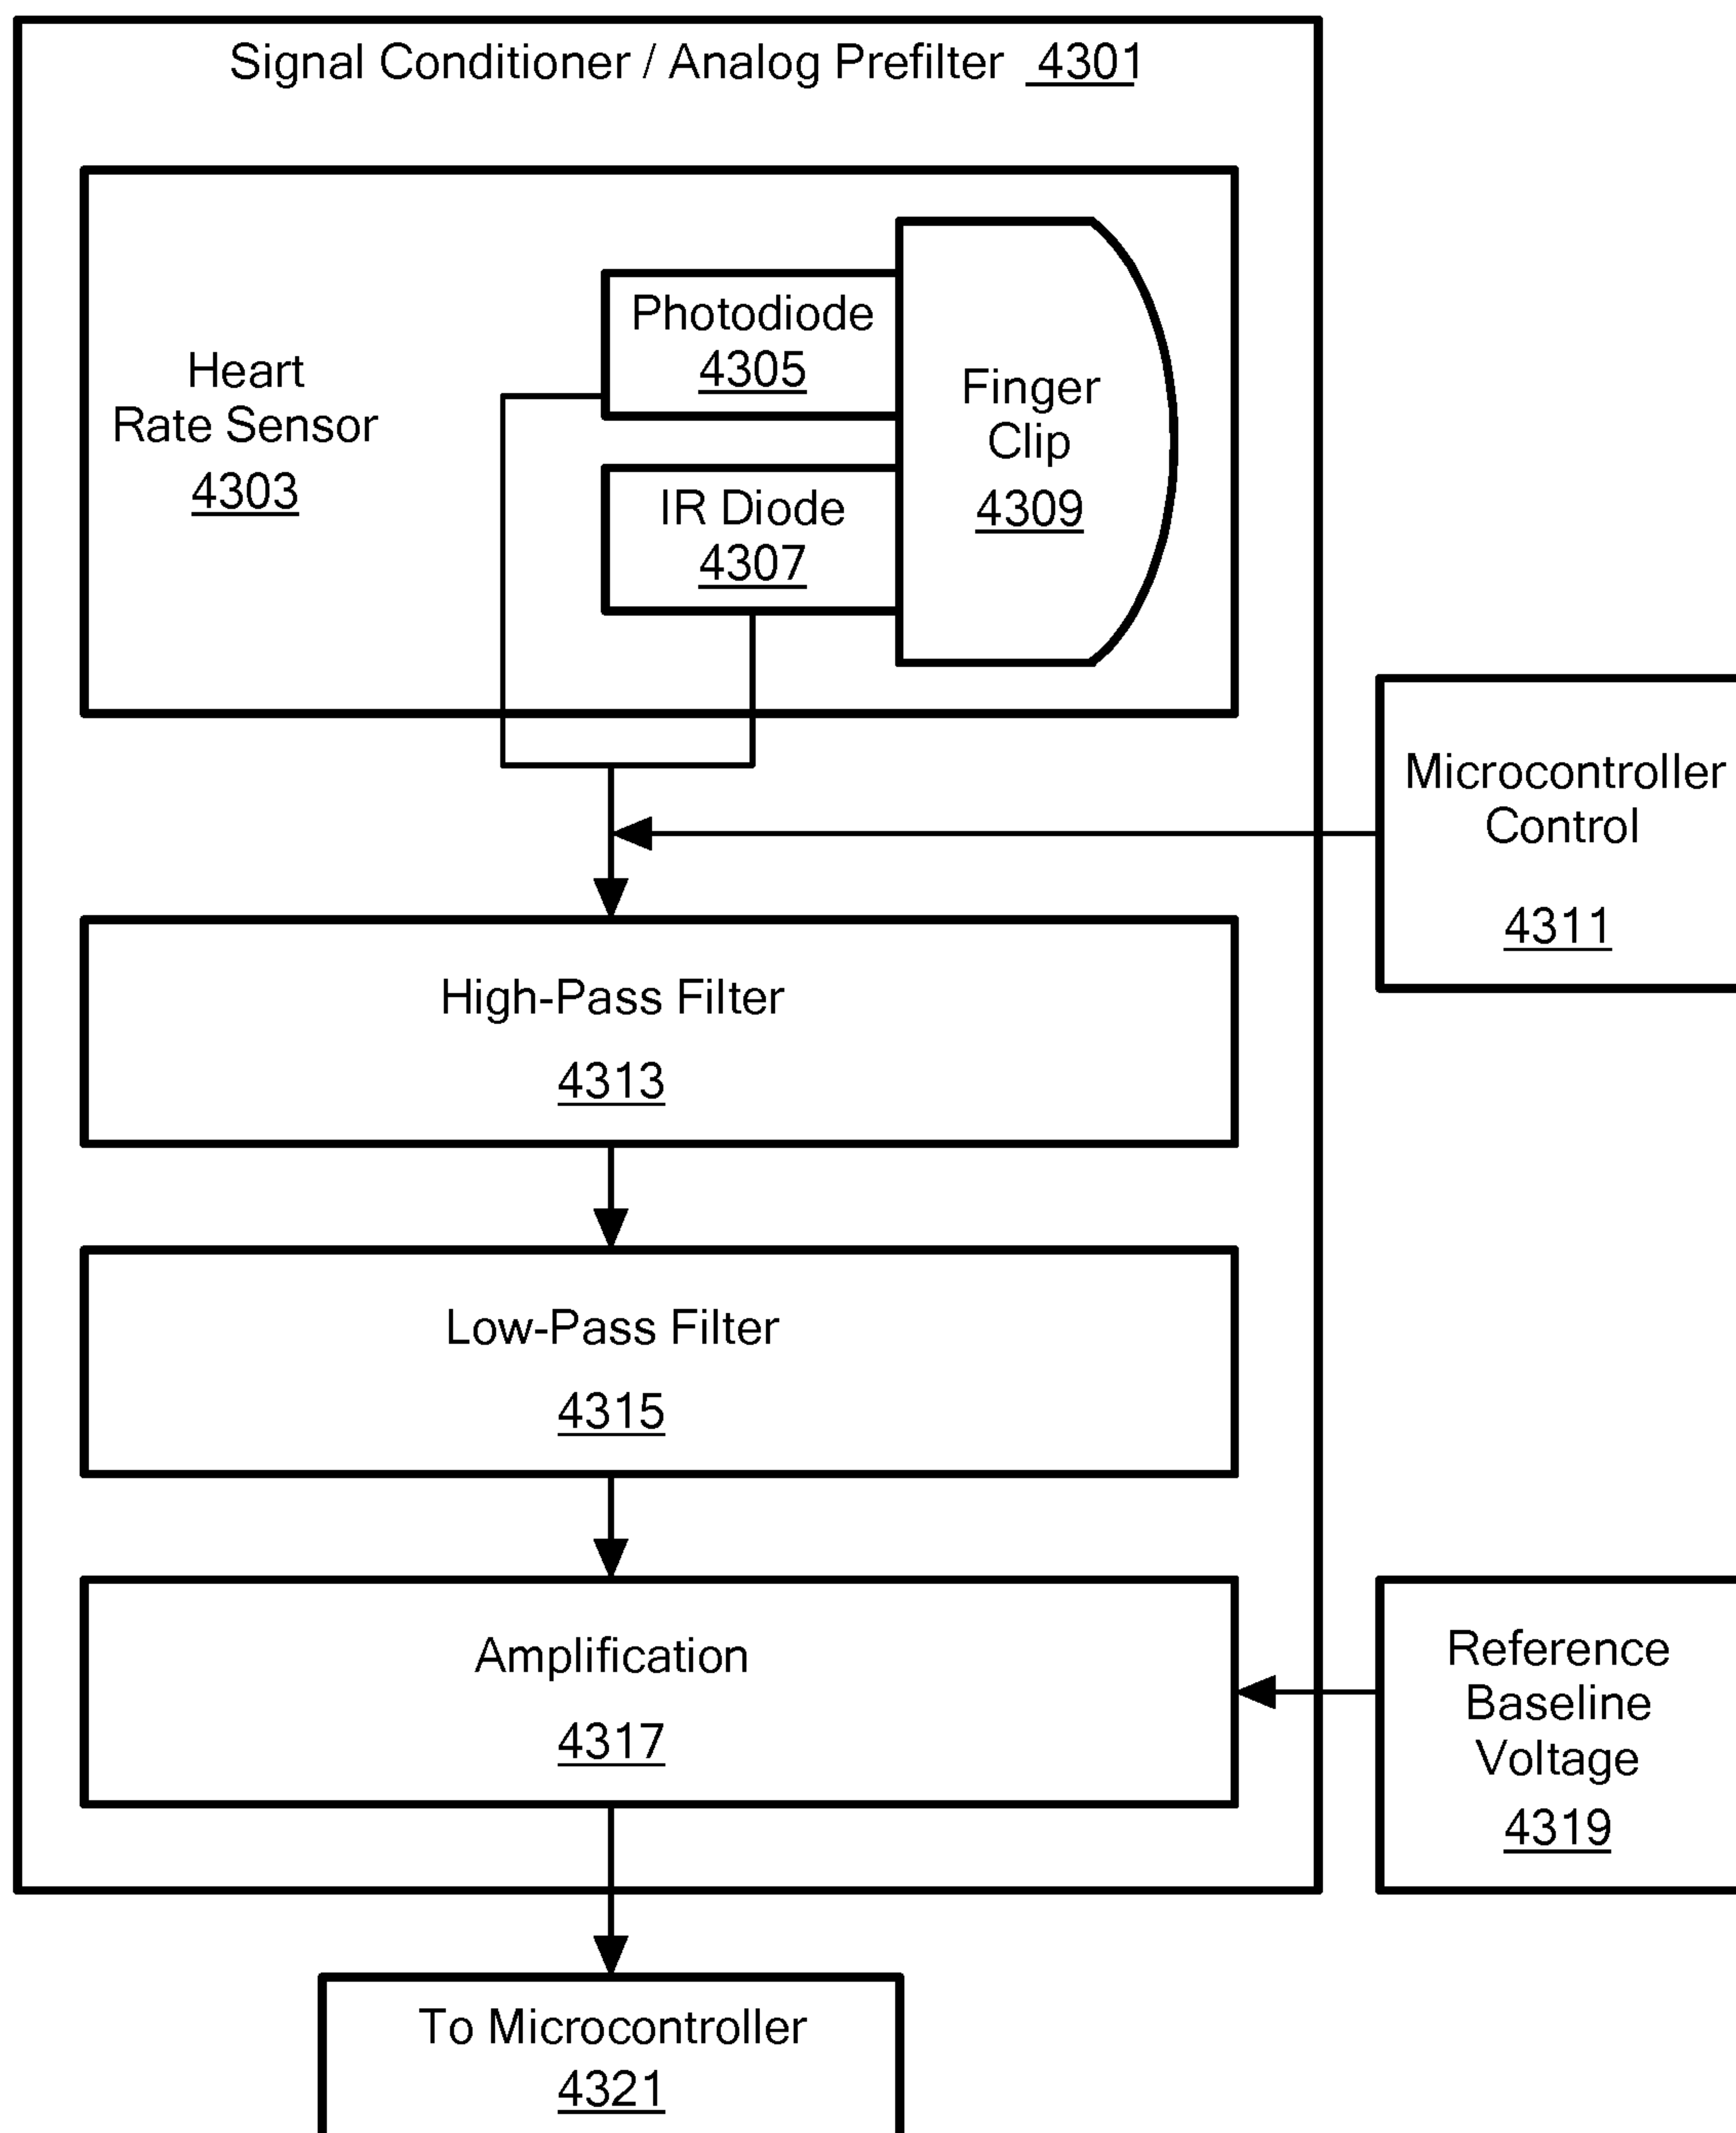 Signal Conditioner / Analog Prefilter 4301
Heart
Rate Sensor
4303
Photodiode
4305
IR Diode
4307
Finger
Clip
4309
Microcontroller
Control
4311
High-Pass Filter
4313
Low-Pass Filter
4315
Amplification
4317
Reference
Baseline
Voltage
4319
To Microcontroller
4321